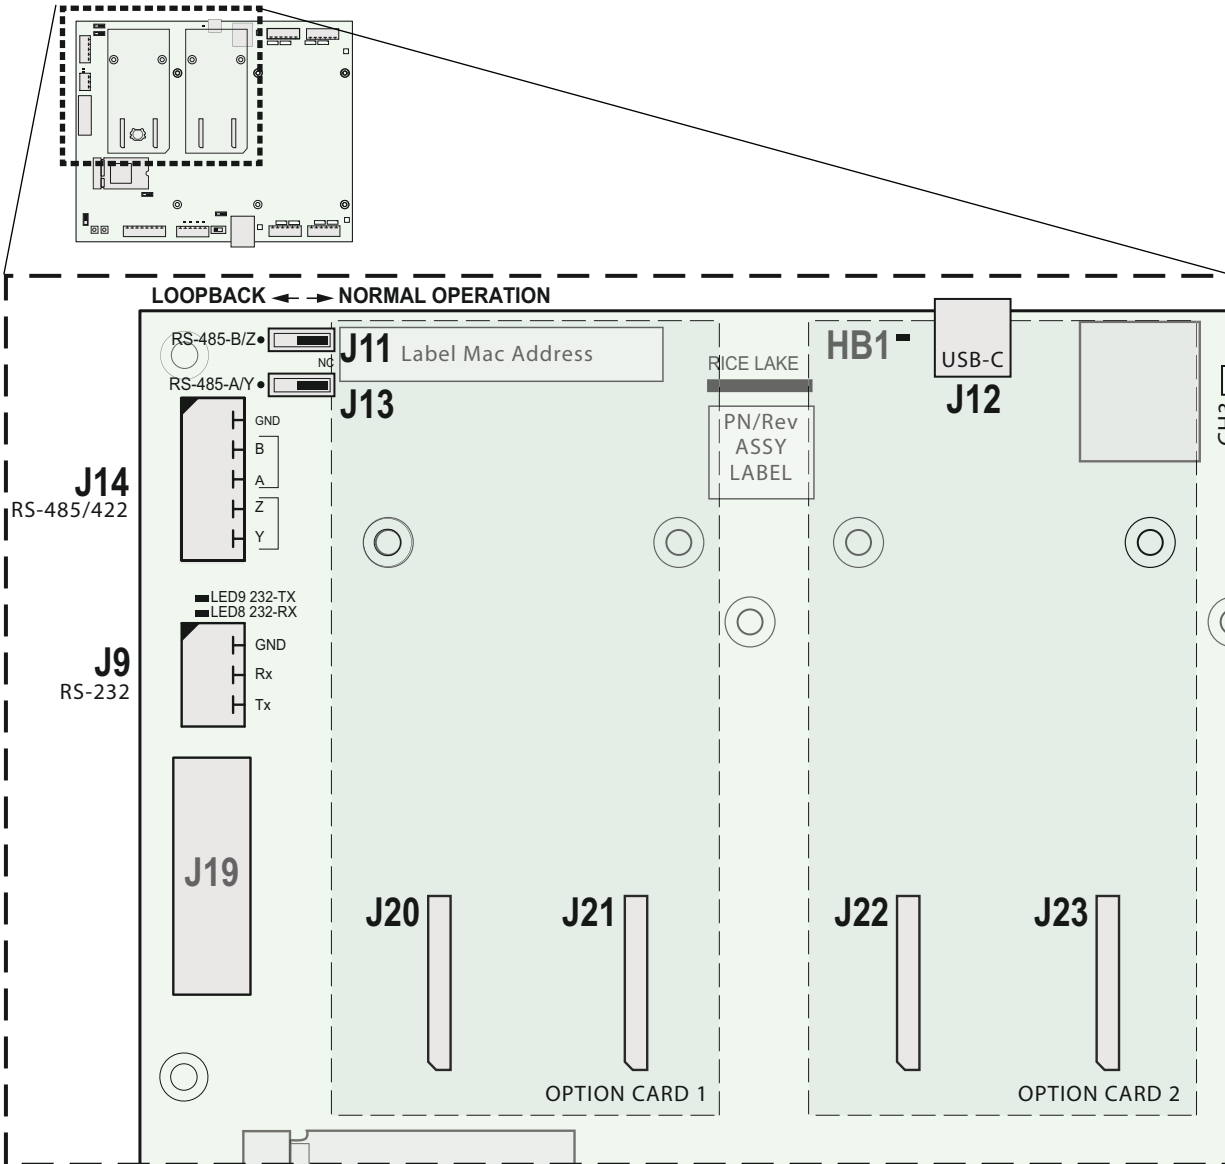 LOOPBACK NORMAL OPERATION
RS-485-B/Z
J11
Label Mac Address
NC
RS-485-A/Y
J13
RICE LAKE
PN/Rev
ASSY
LABEL
HB1
USB-C
J12
CH3
J14
RS-485/422
GND
B
A
Z
Y
LED9 232-TX
LED8 232-RX
J9
RS-232
GND
Rx
Tx
J19
J20
J21
J22
J23
OPTION CARD 1
OPTION CARD 2